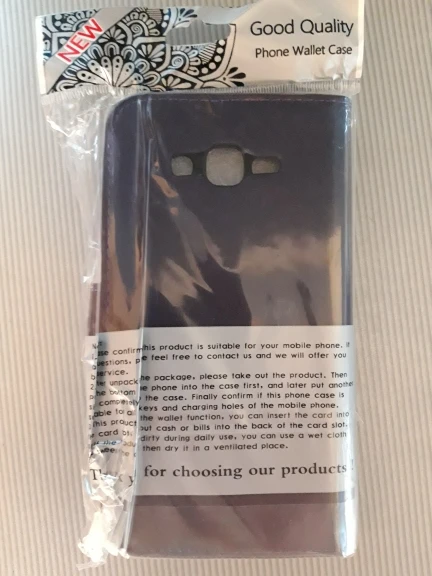 NEW
Good Quality
Phone Wallet Case
confirm this product is suitable for your mobile phone, if
feel free to contact us and we will offer you
service.
unpack he package, please take out the product. Then
he phone into the case first, and later put another
the case. Finally confirm if this phone case is
keys and charging holes of the mobile phone.
the wallet function, you can insert the card into
put cash or bills into the back of the card slot.
dirty during daily use, you can use a wet cloth
then dry it in a ventilated place.
for choosing our products !